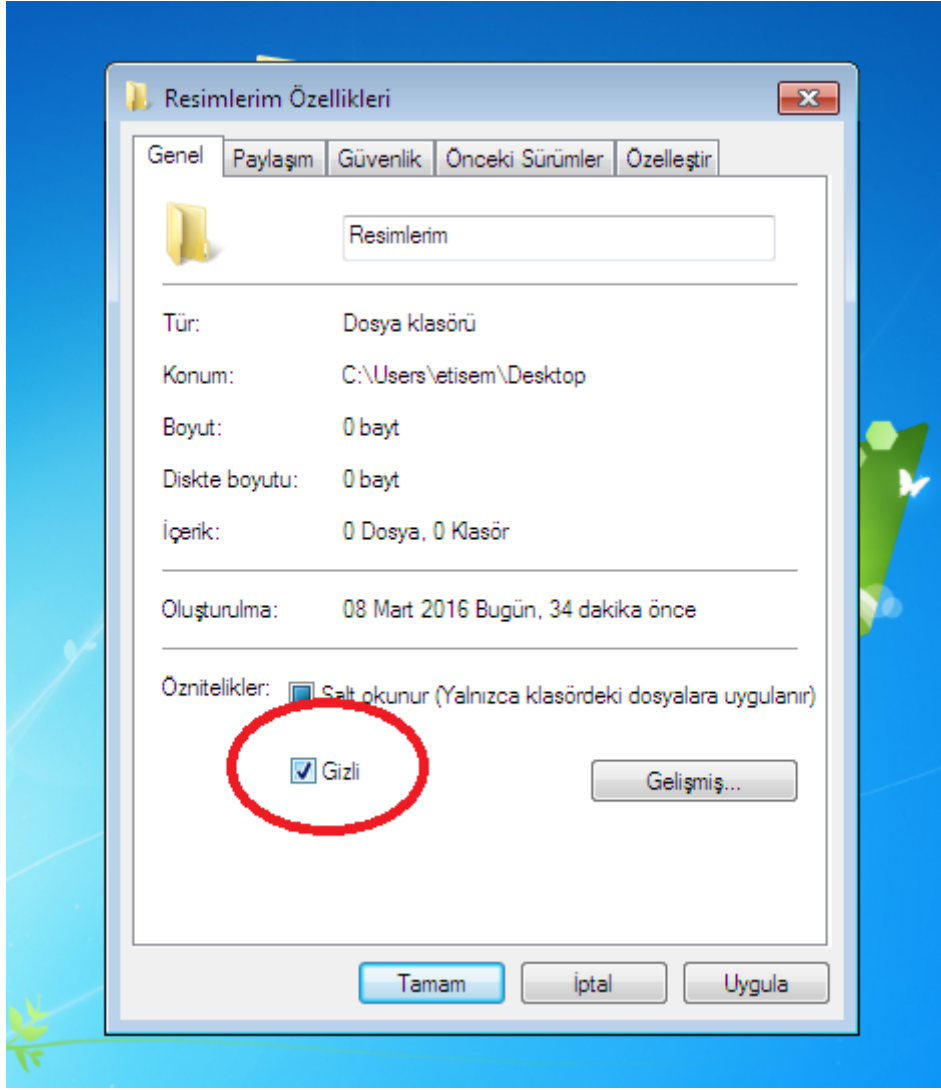 Resimlerim Özellikleri
Genel Paylaşım Güvenlik Önceki Sürümler Özelleştir
Resimlerim
Tür: Dosya klasörü
Konum: C:\Users\etisem\Desktop
Boyut: 0 bayt
Diskte boyutu: 0 bayt
İçerik: 0 Dosya, 0 Klasör
Oluşturulma: 08 Mart 2016 Bugün, 34 dakika önce
Öznitelikler: Salt okunur (Yalnızca klasördeki dosyalara uygulanır)
Gizli Gelişmiş...
Tamam İptal Uygula